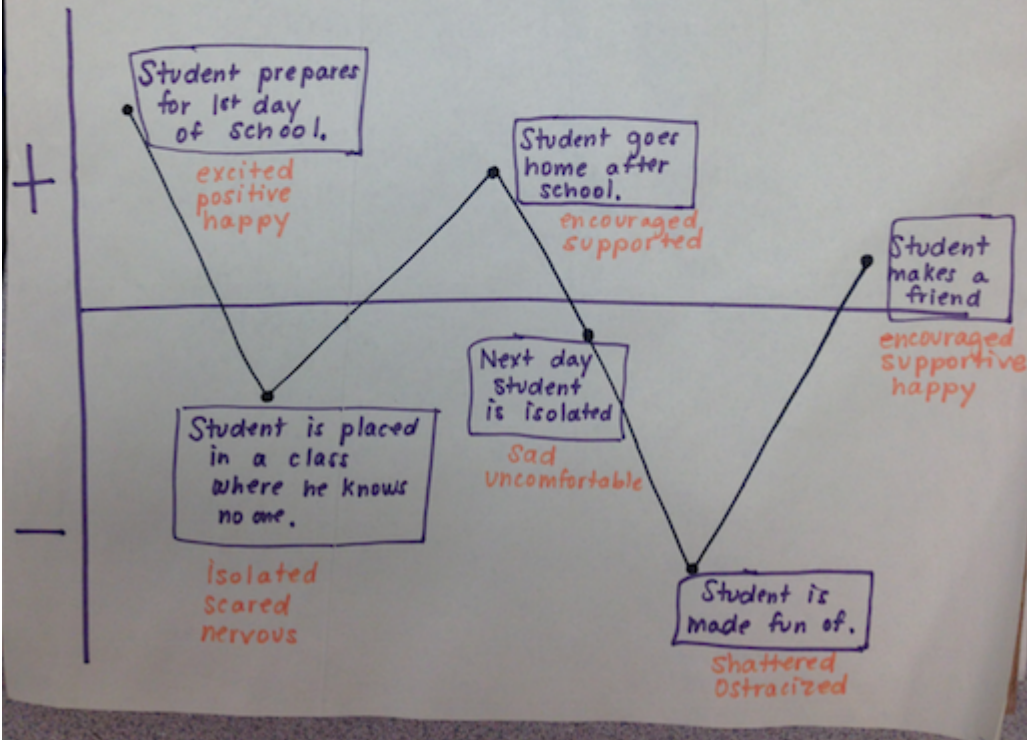 Student prepares
for 1st day
of school.
excited
positive
happy
+
Student goes
home after
school.
encouraged
supported
Student
makes a
friend
encouraged
supportive
happy
Next day
student
is isolated
sad
uncomfortable
Student is placed
in a class
where he knows
no one.
isolated
scared
nervous
−
Student is
made fun of.
shattered
ostracized